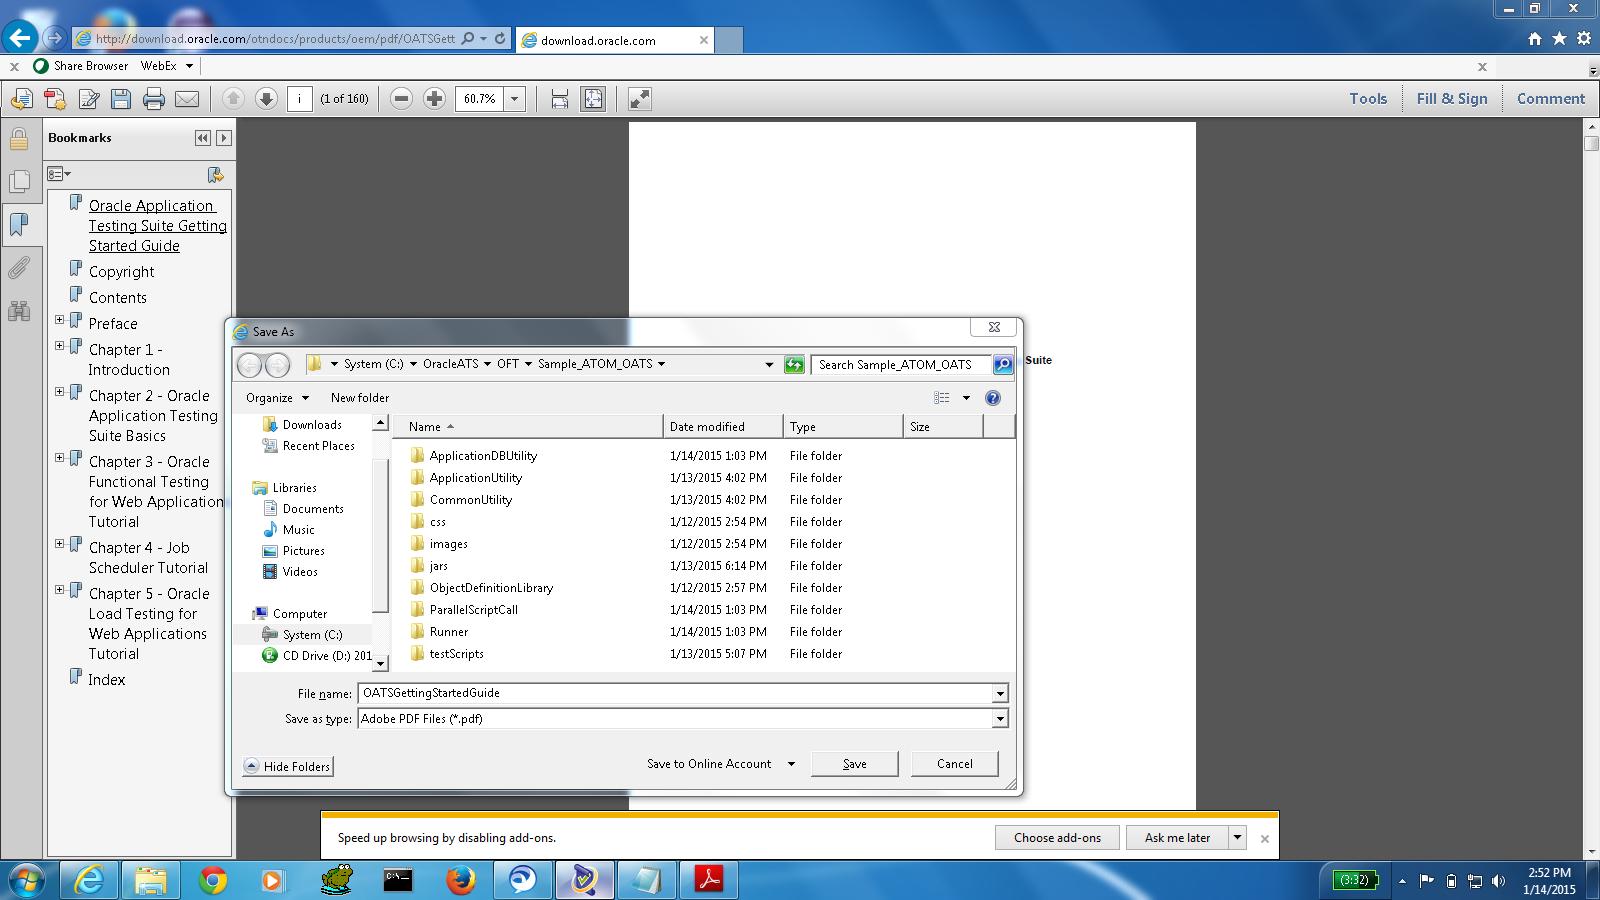 http://download.oracle.com/otndocs/products/oem/pdf/OATSGett
download.oracle.com
Share Browser
WebEx
i
(1 of 160)
60.7%
Tools
Fill & Sign
Comment
Bookmarks
Oracle Application
Testing Suite Getting
Started Guide
Copyright
Contents
Preface
Chapter 1 -
Introduction
Chapter 2 - Oracle
Application Testing
Suite Basics
Chapter 3 - Oracle
Functional Testing
for Web Application
Tutorial
Chapter 4 - Job
Scheduler Tutorial
Chapter 5 - Oracle
Load Testing for
Web Applications
Tutorial
Index
Suite
Save As
System (C:) OracleATS OFT Sample_ATOM_OATS
Search Sample_ATOM_OATS
Organize
New folder
Downloads
Recent Places
Libraries
Documents
Music
Pictures
Videos
Computer
System (C:)
CD Drive (D:) 201
Name Date modified Type Size
ApplicationDBUtility 1/14/2015 1:03 PM File folder
ApplicationUtility 1/13/2015 4:02 PM File folder
CommonUtility 1/13/2015 4:02 PM File folder
css 1/12/2015 2:54 PM File folder
images 1/12/2015 2:54 PM File folder
jars 1/13/2015 6:14 PM File folder
ObjectDefinitionLibrary 1/12/2015 2:57 PM File folder
ParallelScriptCall 1/14/2015 1:03 PM File folder
Runner 1/14/2015 1:03 PM File folder
testScripts 1/13/2015 5:07 PM File folder
File name: OATSGettingStartedGuide
Save as type: Adobe PDF Files (*.pdf)
Hide Folders
Save to Online Account
Save
Cancel
Speed up browsing by disabling add-ons.
Choose add-ons
Ask me later
C:\
(3:32)
2:52 PM
1/14/2015